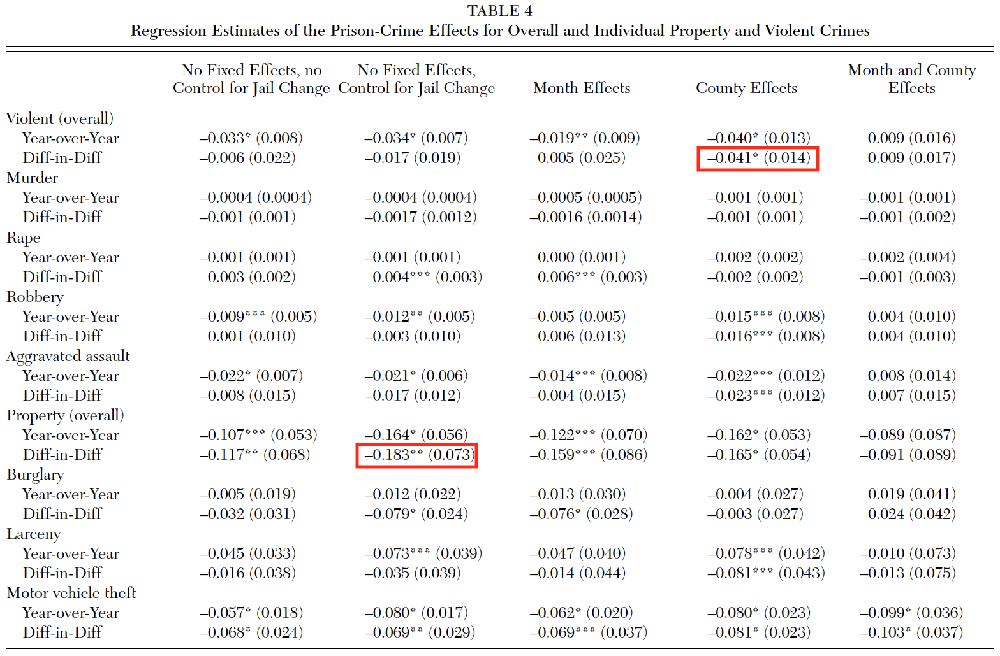 TABLE 4
Regression Estimates of the Prison-Crime Effects for Overall and Individual Property and Violent Crimes
No Fixed Effects, no Control for Jail Change No Fixed Effects, Control for Jail Change Month Effects County Effects Month and County Effects
Violent (overall)
Year-over-Year –0.033* (0.008) –0.034* (0.007) –0.019** (0.009) –0.040* (0.013) 0.009 (0.016)
Diff-in-Diff –0.006 (0.022) –0.017 (0.019) 0.005 (0.025) –0.041* (0.014) 0.009 (0.017)
Murder
Year-over-Year –0.0004 (0.0004) –0.0004 (0.0004) –0.0005 (0.0005) –0.001 (0.001) –0.001 (0.001)
Diff-in-Diff –0.001 (0.001) –0.0017 (0.0012) –0.0016 (0.0014) –0.001 (0.001) –0.001 (0.002)
Rape
Year-over-Year –0.001 (0.001) –0.001 (0.001) 0.000 (0.001) –0.002 (0.002) –0.002 (0.004)
Diff-in-Diff 0.003 (0.002) 0.004*** (0.003) 0.006*** (0.003) –0.002 (0.002) –0.001 (0.003)
Robbery
Year-over-Year –0.009*** (0.005) –0.012** (0.005) –0.005 (0.005) –0.015*** (0.008) 0.004 (0.010)
Diff-in-Diff 0.001 (0.010) –0.003 (0.010) 0.006 (0.013) –0.016*** (0.008) 0.004 (0.010)
Aggravated assault
Year-over-Year –0.022* (0.007) –0.021* (0.006) –0.014*** (0.008) –0.022*** (0.012) 0.008 (0.014)
Diff-in-Diff –0.008 (0.015) –0.017 (0.012) –0.004 (0.015) –0.023*** (0.012) 0.007 (0.015)
Property (overall)
Year-over-Year –0.107*** (0.053) –0.164* (0.056) –0.122*** (0.070) –0.162* (0.053) –0.089 (0.087)
Diff-in-Diff –0.117** (0.068) –0.183** (0.073) –0.159*** (0.086) –0.165* (0.054) –0.091 (0.089)
Burglary
Year-over-Year –0.005 (0.019) –0.012 (0.022) –0.013 (0.030) –0.004 (0.027) 0.019 (0.041)
Diff-in-Diff –0.032 (0.031) –0.079* (0.024) –0.076* (0.028) –0.003 (0.027) 0.024 (0.042)
Larceny
Year-over-Year –0.045 (0.033) –0.073*** (0.039) –0.047 (0.040) –0.078*** (0.042) –0.010 (0.073)
Diff-in-Diff –0.016 (0.038) –0.035 (0.039) –0.014 (0.044) –0.081*** (0.043) –0.013 (0.075)
Motor vehicle theft
Year-over-Year –0.057* (0.018) –0.080* (0.017) –0.062* (0.020) –0.080* (0.023) –0.099* (0.036)
Diff-in-Diff –0.068* (0.024) –0.069** (0.029) –0.069*** (0.037) –0.081* (0.023) –0.103* (0.037)